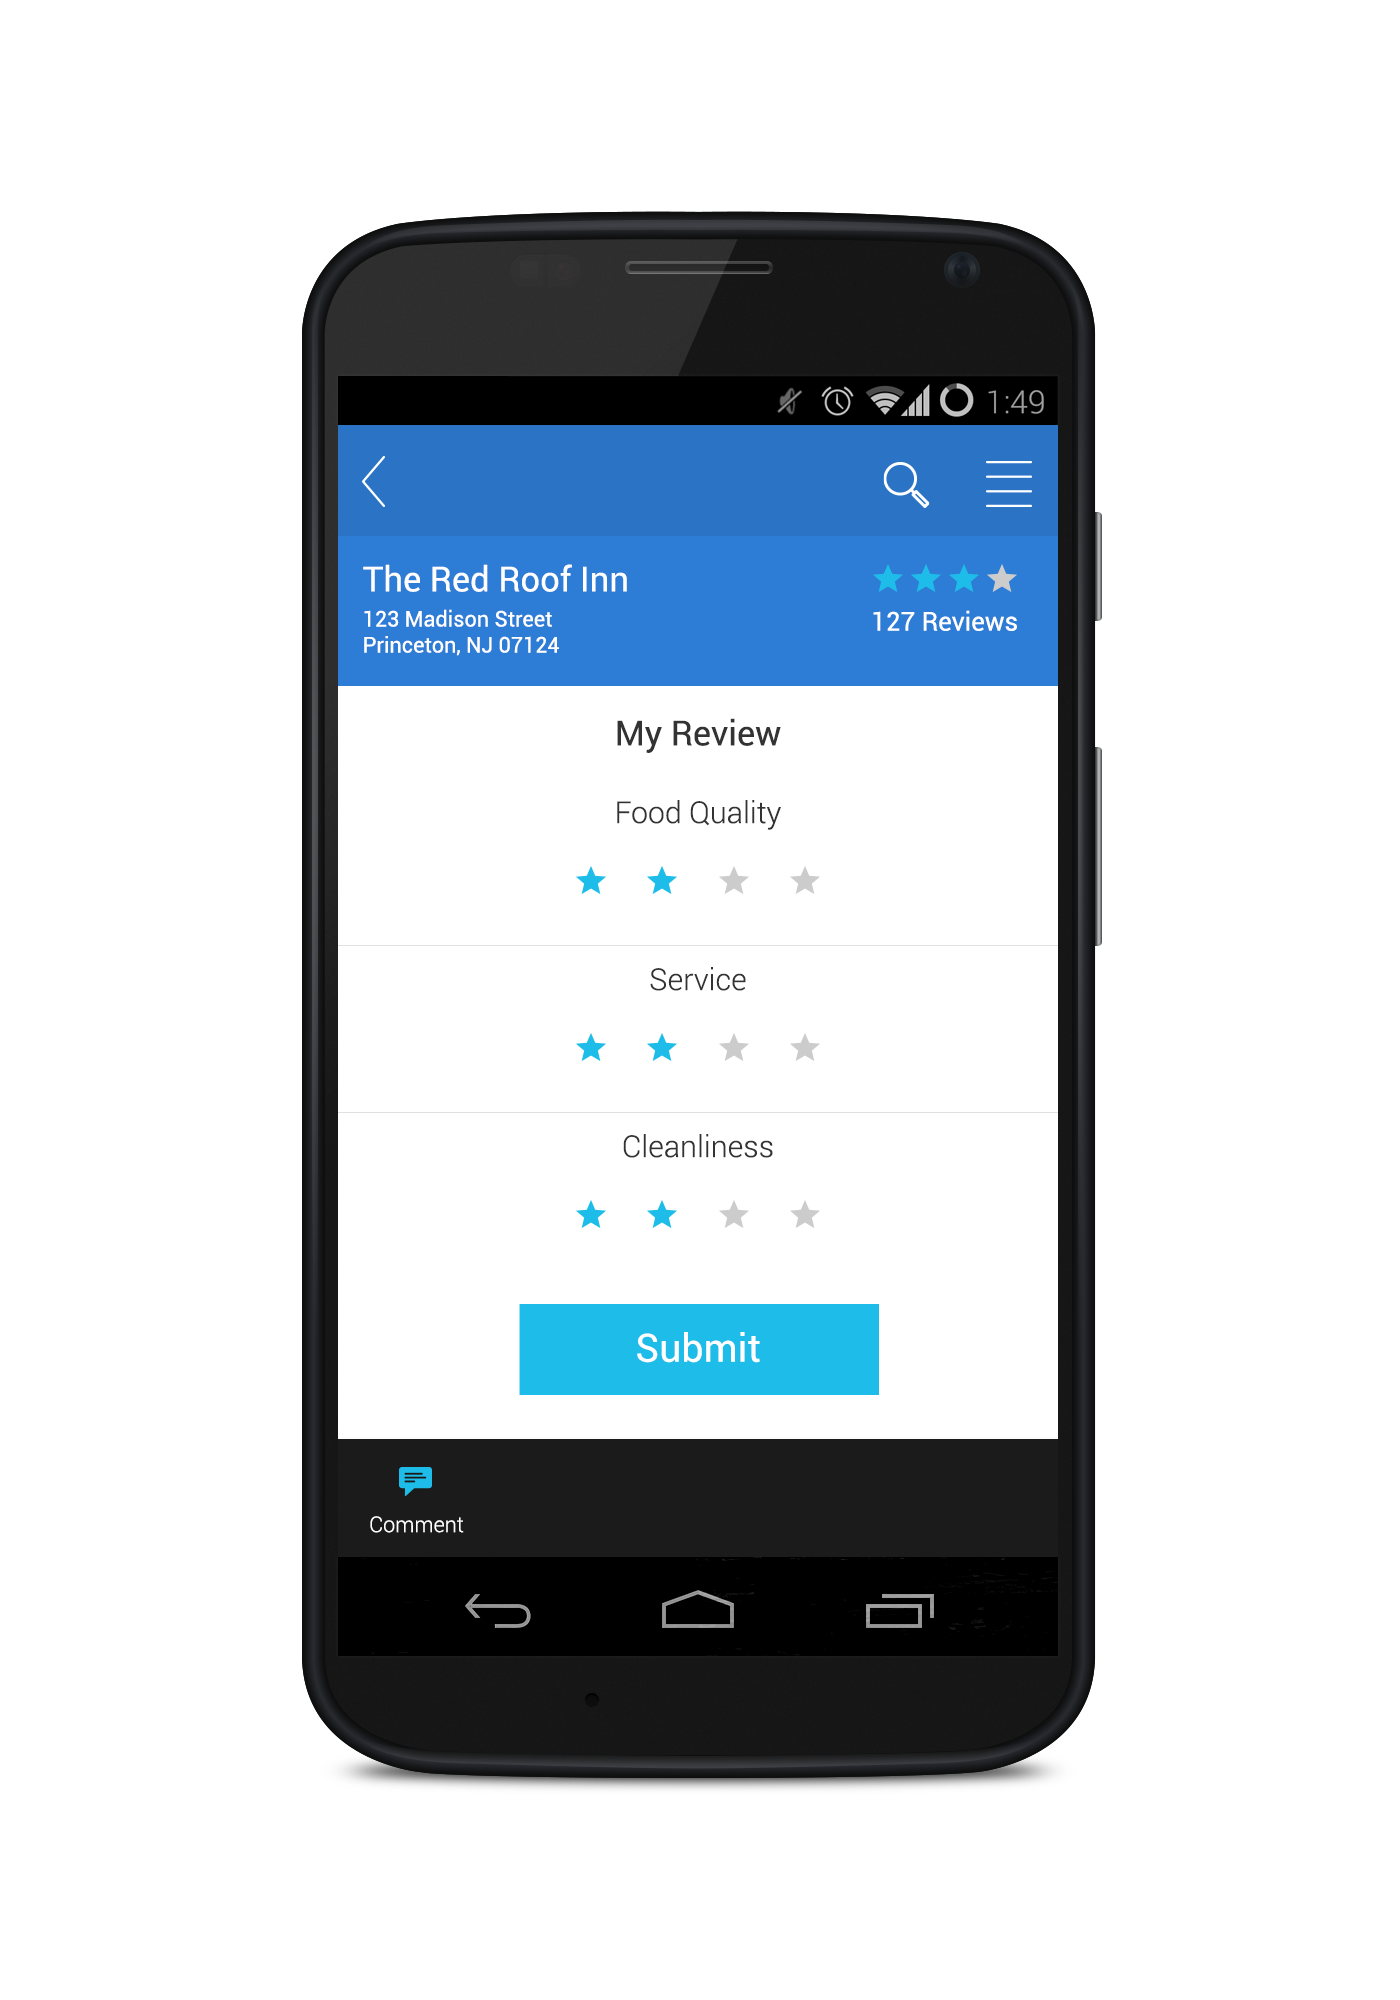 1:49
The Red Roof Inn
123 Madison Street
Princeton, NJ 07124
127 Reviews
My Review
Food Quality
Service
Cleanliness
Submit
Comment